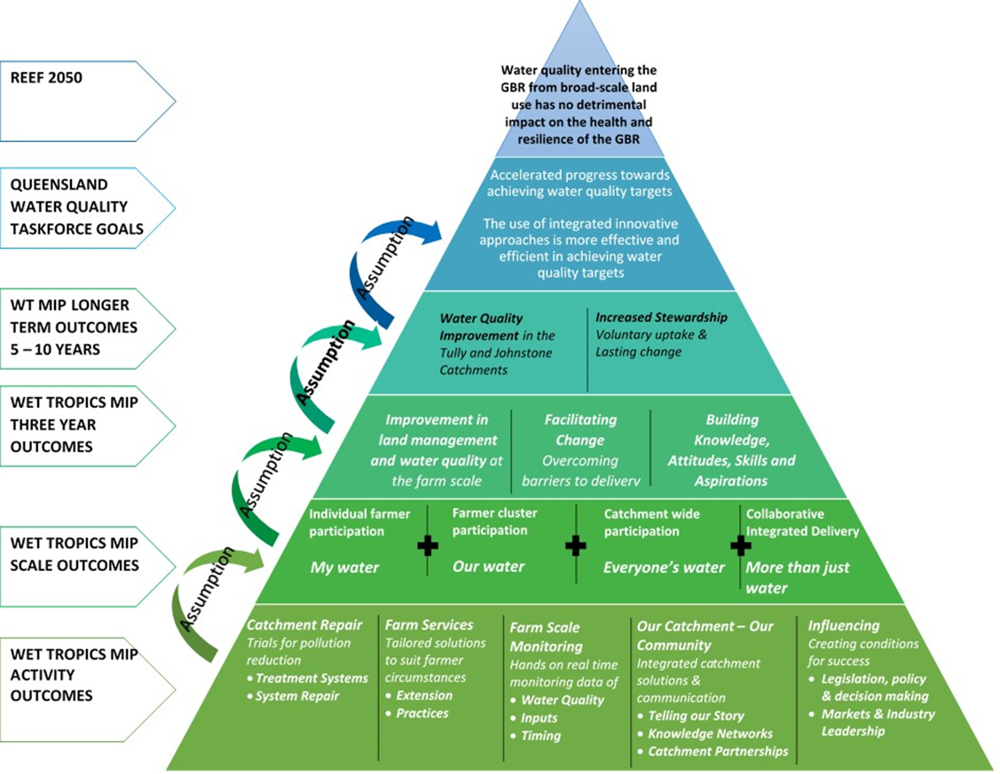 REEF 2050
Water quality entering the
GBR from broad-scale land
use has no detrimental
impact on the health and
resilience of the GBR
QUEENSLAND
WATER QUALITY
TASKFORCE GOALS
Accelerated progress towards
achieving water quality targets
The use of integrated innovative
approaches is more effective and
efficient in achieving water
quality targets
Assumption
WT MIP LONGER
TERM OUTCOMES
5 – 10 YEARS
Water Quality
Improvement in the
Tully and Johnstone
Catchments
Increased Stewardship
Voluntary uptake &
Lasting change
Assumption
WET TROPICS MIP
THREE YEAR
OUTCOMES
Improvement in
land management
and water quality at
the farm scale
Facilitating
Change
Overcoming
barriers to delivery
Building
Knowledge,
Attitudes, Skills and
Aspirations
Assumption
WET TROPICS MIP
SCALE OUTCOMES
Individual farmer
participation
My water
Farmer cluster
participation
Our water
Catchment wide
participation
Everyone's water
Collaborative
Integrated Delivery
More than just
water
Assumption
WET TROPICS MIP
ACTIVITY
OUTCOMES
Catchment Repair
Trials for pollution
reduction
• Treatment Systems
• System Repair
Farm Services
Tailored solutions
to suit farmer
circumstances
• Extension
• Practices
Farm Scale
Monitoring
Hands on real time
monitoring data of
• Water Quality
• Inputs
• Timing
Our Catchment – Our
Community
Integrated catchment
solutions &
communication
• Telling our Story
• Knowledge Networks
• Catchment Partnerships
Influencing
Creating conditions
for success
• Legislation, policy
& decision making
• Markets & Industry
Leadership